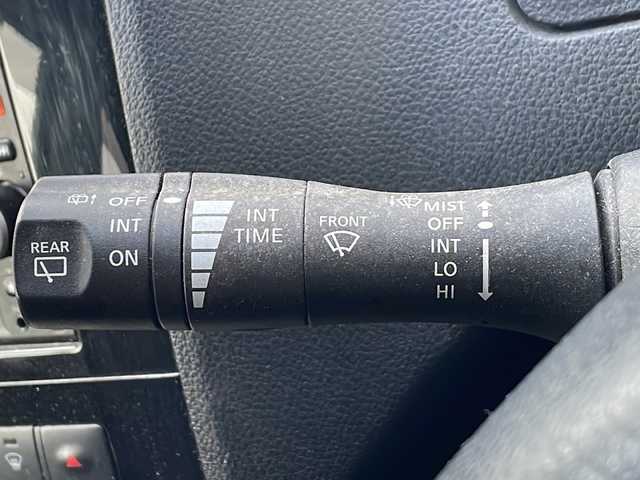 OFF
INT
ON
REAR
INT
TIME
FRONT
MIST
OFF
INT
LO
HI